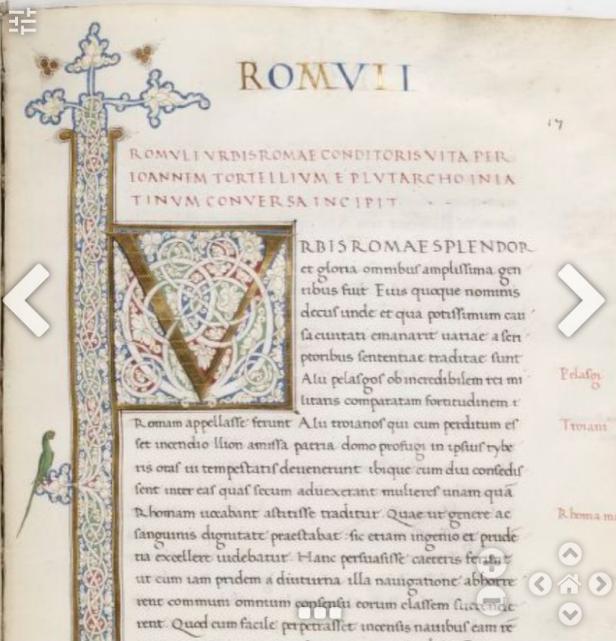 ROMVLI
17
ROMVLI VRBIS ROMAE CONDITORIS VITA PER
IOANNEM TORTELLIVM E PLVTARCHO IN LA
TINVM CONVERSA INCIPIT
VRBIS ROMAE SPLENDOR
et gloria omnibus amplissima gen
tibus fuit Eius quoque nominis
decus unde et qua potissimum cau
sa ciuitati emanarit uariae a scri
ptoribus sententiae traditae sunt
Alii pelasgos ob incredibilem rei mi
Pelasgi
litaris comparatam fortitudinem
Romam appellasse ferunt Alii troianos qui cum perditum es
Troiani
set incendio Ilion amissa patria domo profugi in ipsius tybe
ris oras ui tempestatis deuenerunt ibique cum diu consedis
sent inter eas quas secum aduexerant mulieres unam quā
Rhomam uocabant astitisse traditur Quae ut genere ac
Rhoma
sanguinis dignitate praestabat sic etiam ingenio et prude
tia excellere uidebatur Hanc persuasisse caeteris ferunt
ut cum iam pridem a diuturna illa nauigatione abhorre
rent communi omnium consensu eorum classem succende
rent Quod cum facile perpetrasset incensis nauibus eam re